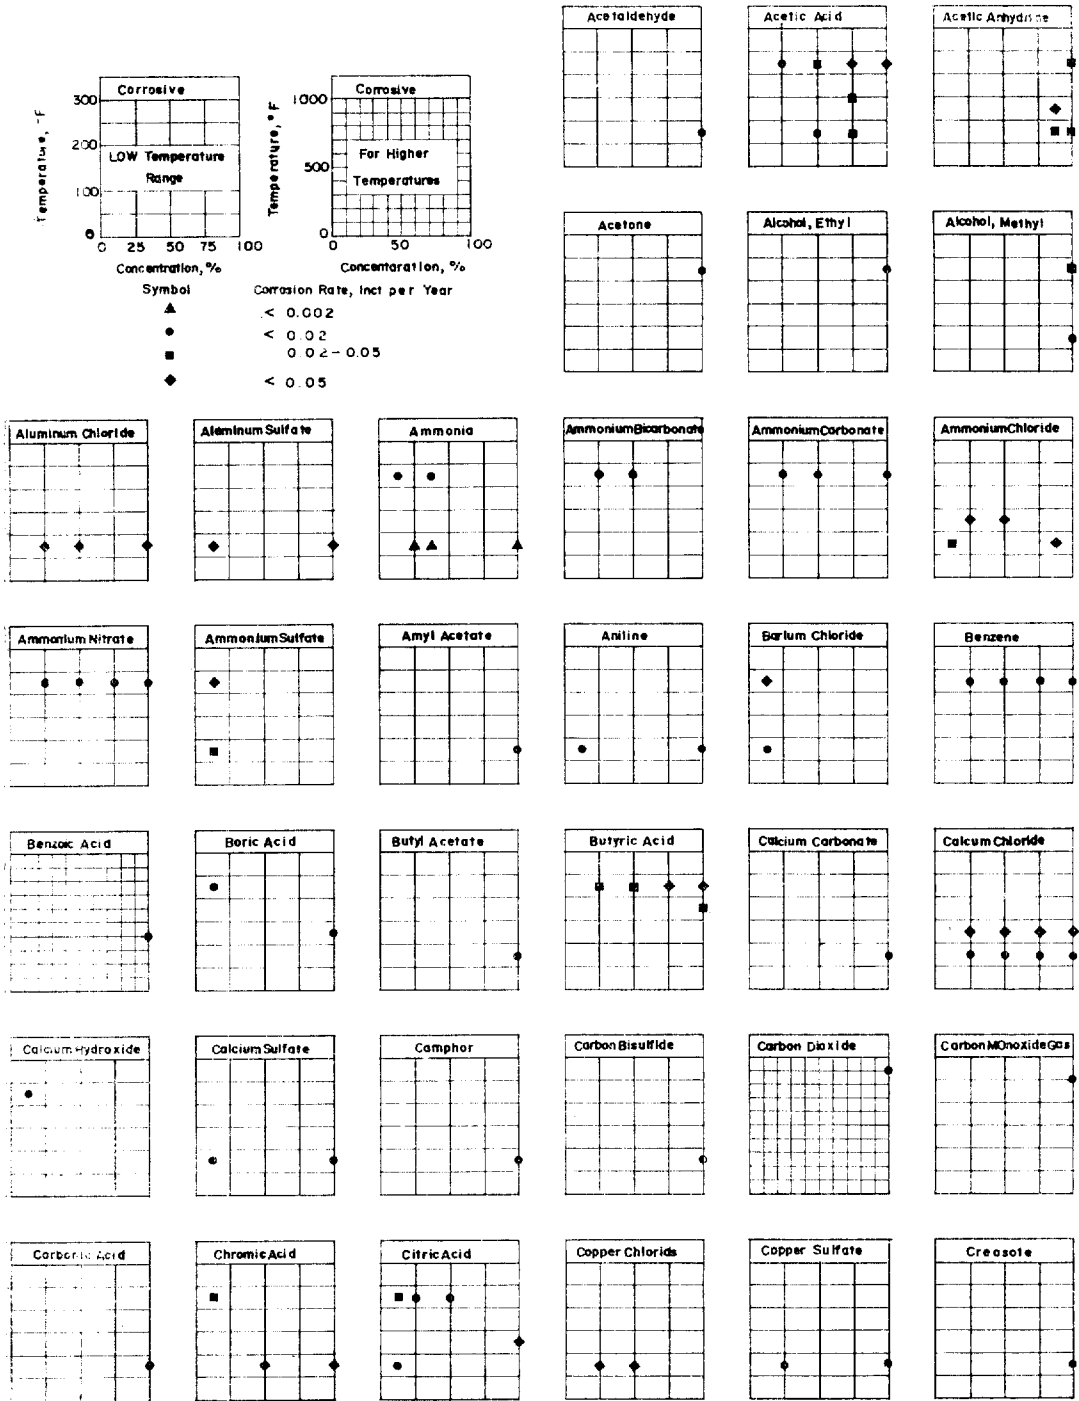 Acetaldehyde
Acetic Acid
Acetic Anhydride
Corrosive
300
200
100
0
LOW Temperature
Range
0 25 50 75 100
Concentration, %
Temperature, °F
Corrosive
1000
500
0
For Higher
Temperatures
0 50 100
Concentaration, %
Temperature, °F
Symbol Corrosion Rate, Inct per Year
▲ < 0.002
● < 0.02
■ 0.02-0.05
◆ < 0.05
Acetone
Alcohol, Ethyl
Alcohol, Methyl
Aluminum Chloride
Aluminum Sulfate
Ammonia
Ammonium Bicarbonate
Ammonium Carbonate
Ammonium Chloride
Ammonium Nitrate
Ammonium Sulfate
Amyl Acetate
Aniline
Barium Chloride
Benzene
Benzoic Acid
Boric Acid
Butyl Acetate
Butyric Acid
Calcium Carbonate
Calcum Chloride
Calcium Hydroxide
Calcium Sulfate
Camphor
Carbon Bisulfide
Carbon Dioxide
Carbon MOnoxide Gas
Carbonic Acid
Chromic Acid
Citric Acid
Copper Chlorids
Copper Sulfate
Creasote